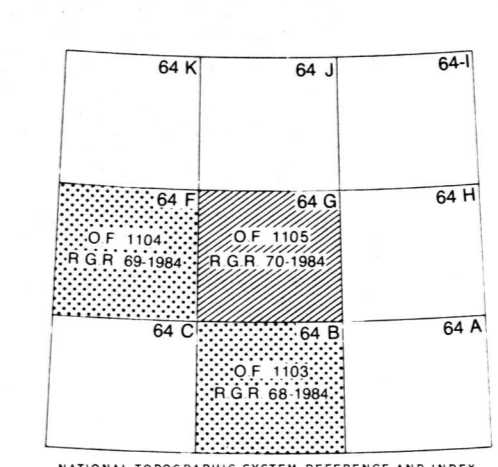 64 K
64 J
64-I
64 F
O.F. 1104
R.G.R. 69-1984
64 G
O.F. 1105
R.G.R. 70-1984
64 H
64 C
64 B
O.F. 1103
R.G.R. 68-1984
64 A
NATIONAL TOPOGRAPHIC SYSTEM REFERENCE AND INDEX